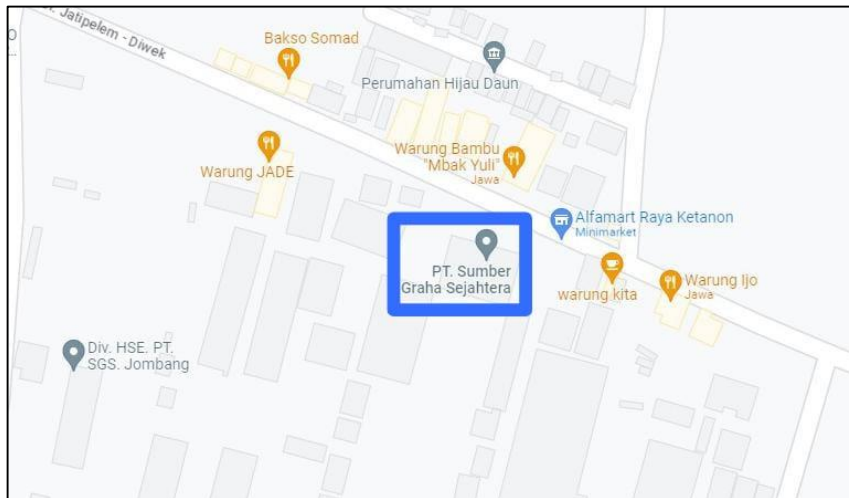 Jatipelem - Diwek
Bakso Somad
Perumahan Hijau Daun
Warung JADE
Warung Bambu
"Mbak Yuli"
Jawa
Alfamart Raya Ketanon
Minimarket
PT. Sumber
Graha Sejahtera
warung kita
Warung Ijo
Jawa
Div. HSE. PT.
SGS. Jombang